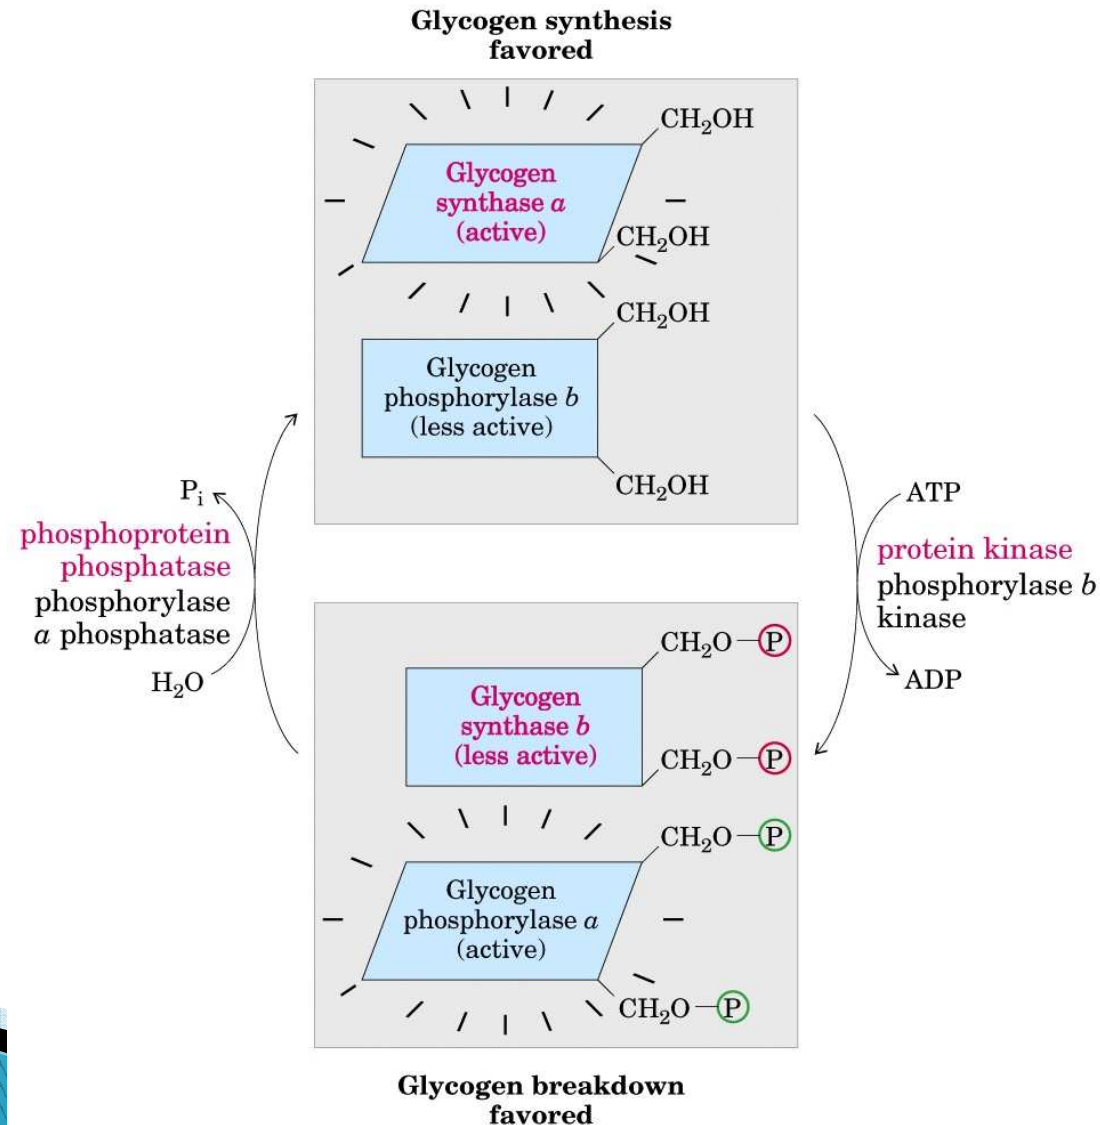 Glycogen synthesis
favored
CH₂OH
Glycogen
synthase a
(active)
CH₂OH
CH₂OH
Glycogen
phosphorylase b
(less active)
CH₂OH
Pᵢ
phosphoprotein
phosphatase
phosphorylase
a phosphatase
H₂O
ATP
protein kinase
phosphorylase b
kinase
ADP
CH₂O—P
Glycogen
synthase b
(less active)
CH₂O—P
CH₂O—P
Glycogen
phosphorylase a
(active)
CH₂O—P
Glycogen breakdown
favored